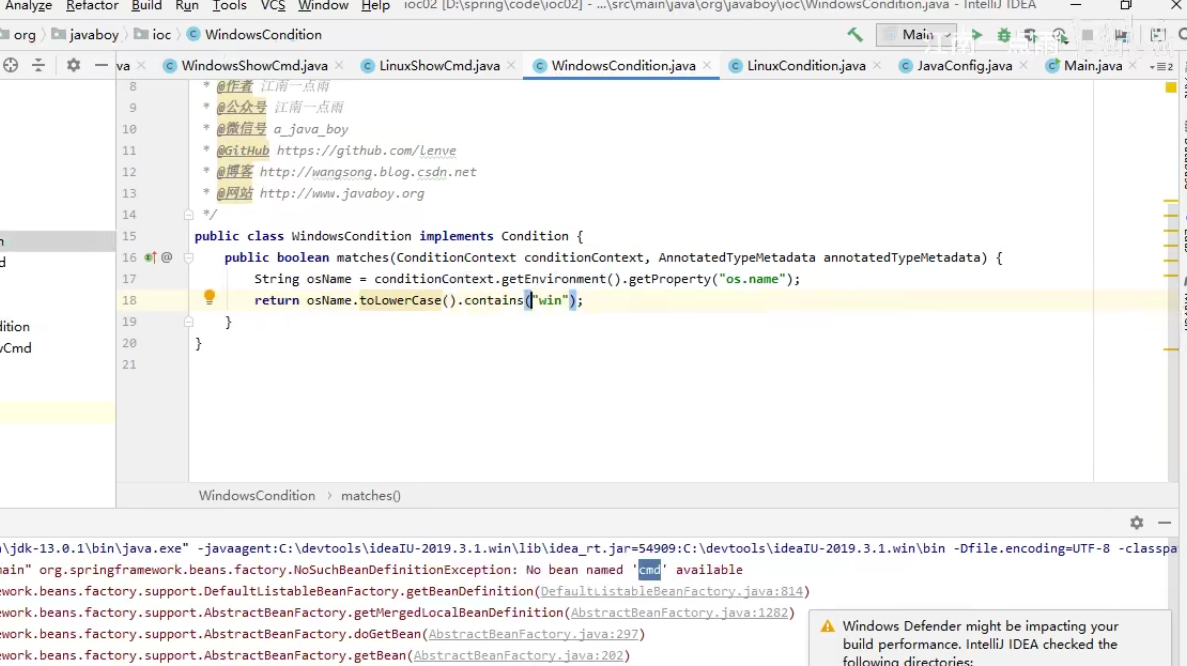 Analyze Refactor Build Run Tools VCS Window Help ioc02 [D:\spring\code\ioc02] - ...\src\main\java\org\javaboy\ioc\WindowsCondition.java - IntelliJ IDEA
org javaboy ioc WindowsCondition Main
江南一点雨
va WindowsShowCmd.java LinuxShowCmd.java WindowsCondition.java LinuxCondition.java JavaConfig.java Main.java 2
8 * @作者 江南一点雨
9 * @公众号 江南一点雨
10 * @微信号 a_java_boy
11 * @GitHub https://github.com/lenve
12 * @博客 http://wangsong.blog.csdn.net
13 * @网站 http://www.javaboy.org
14 */
15 public class WindowsCondition implements Condition {
16 @ public boolean matches(ConditionContext conditionContext, AnnotatedTypeMetadata annotatedTypeMetadata) {
17 String osName = conditionContext.getEnvironment().getProperty("os.name");
18 return osName.toLowerCase().contains("win");
19 }
20 }
21
dition
Cmd
WindowsCondition › matches()
\jdk-13.0.1\bin\java.exe" -javaagent:C:\devtools\ideaIU-2019.3.1.win\lib\idea_rt.jar=54909:C:\devtools\ideaIU-2019.3.1.win\bin -Dfile.encoding=UTF-8 -classpa
ain" org.springframework.beans.factory.NoSuchBeanDefinitionException: No bean named 'cmd' available
ework.beans.factory.support.DefaultListableBeanFactory.getBeanDefinition(DefaultListableBeanFactory.java:814)
ework.beans.factory.support.AbstractBeanFactory.getMergedLocalBeanDefinition(AbstractBeanFactory.java:1282)
ework.beans.factory.support.AbstractBeanFactory.doGetBean(AbstractBeanFactory.java:297)
ework.beans.factory.support.AbstractBeanFactory.getBean(AbstractBeanFactory.java:202)
Windows Defender might be impacting your
build performance. IntelliJ IDEA checked the
following directories: